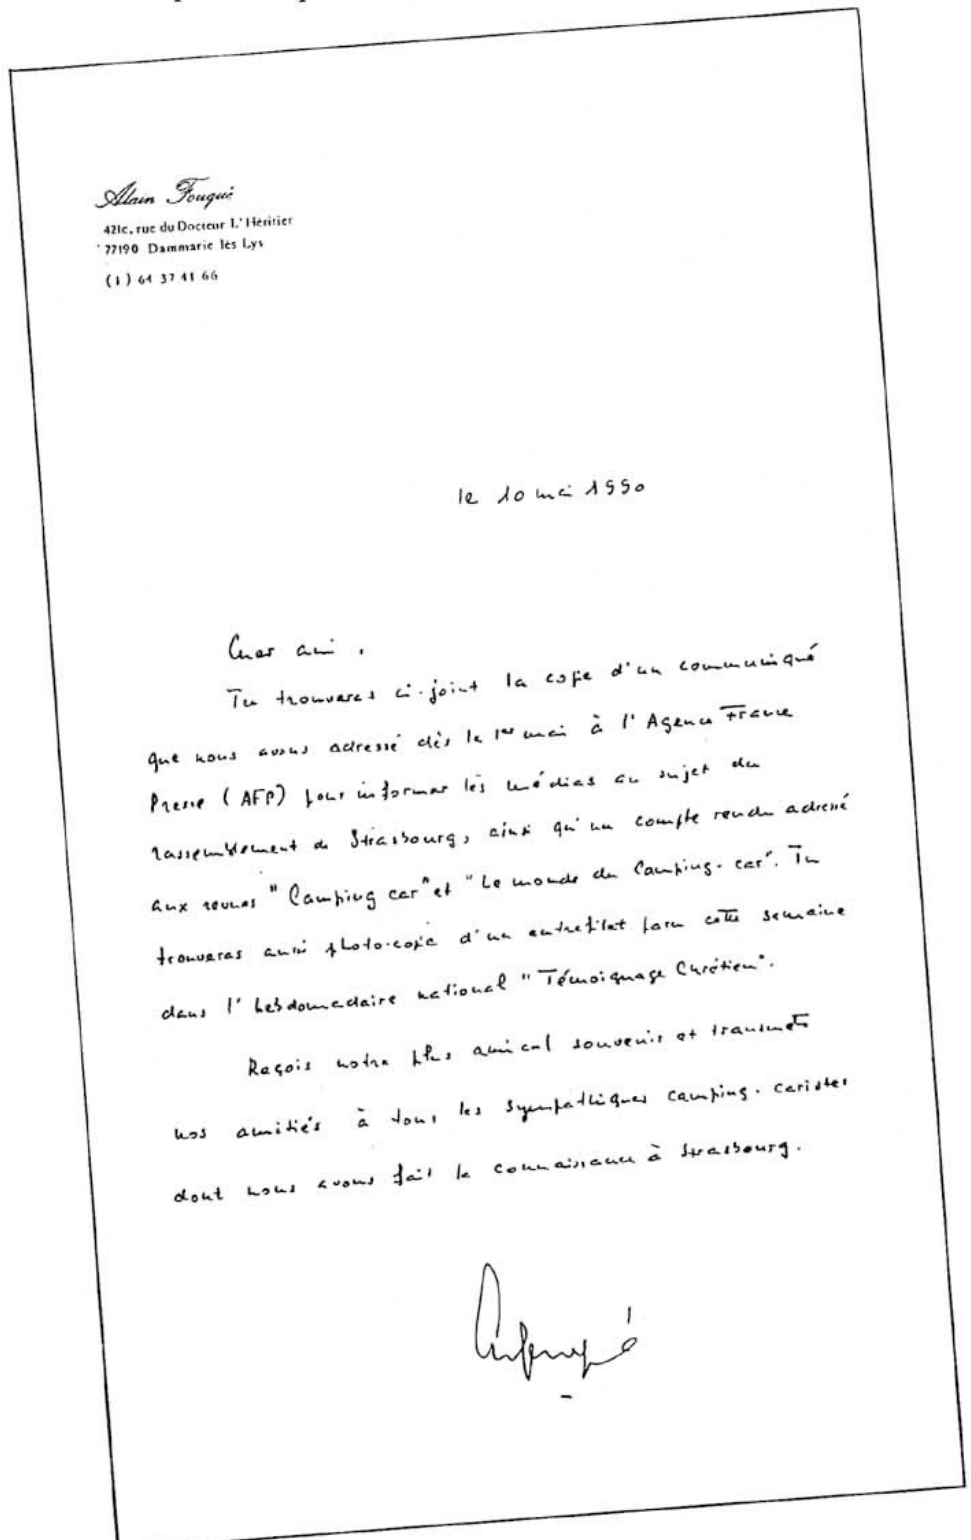 Alain Fouqué
421c, rue du Docteur L'Héritier
77190 Dammarie lès Lys
(1) 64 37 41 66
le 10 mai 1990
Cher ami,
Tu trouveras ci-joint la copie d'un communiqué
que nous avons adressé dès le 1er mai à l'Agence France
Presse (AFP) pour informer les médias au sujet du
rassemblement de Strasbourg, ainsi qu'un compte rendu adressé
aux revues "Camping car" et "Le monde du Camping-car". Tu
trouveras aussi photo-copie d'un entrefilet paru cette semaine
dans l'hebdomadaire national "Témoignage Chrétien".
Reçois notre plus amical souvenir et transmets
nos amitiés à tous les sympathiques camping-caristes
dont nous avons fait la connaissance à Strasbourg.